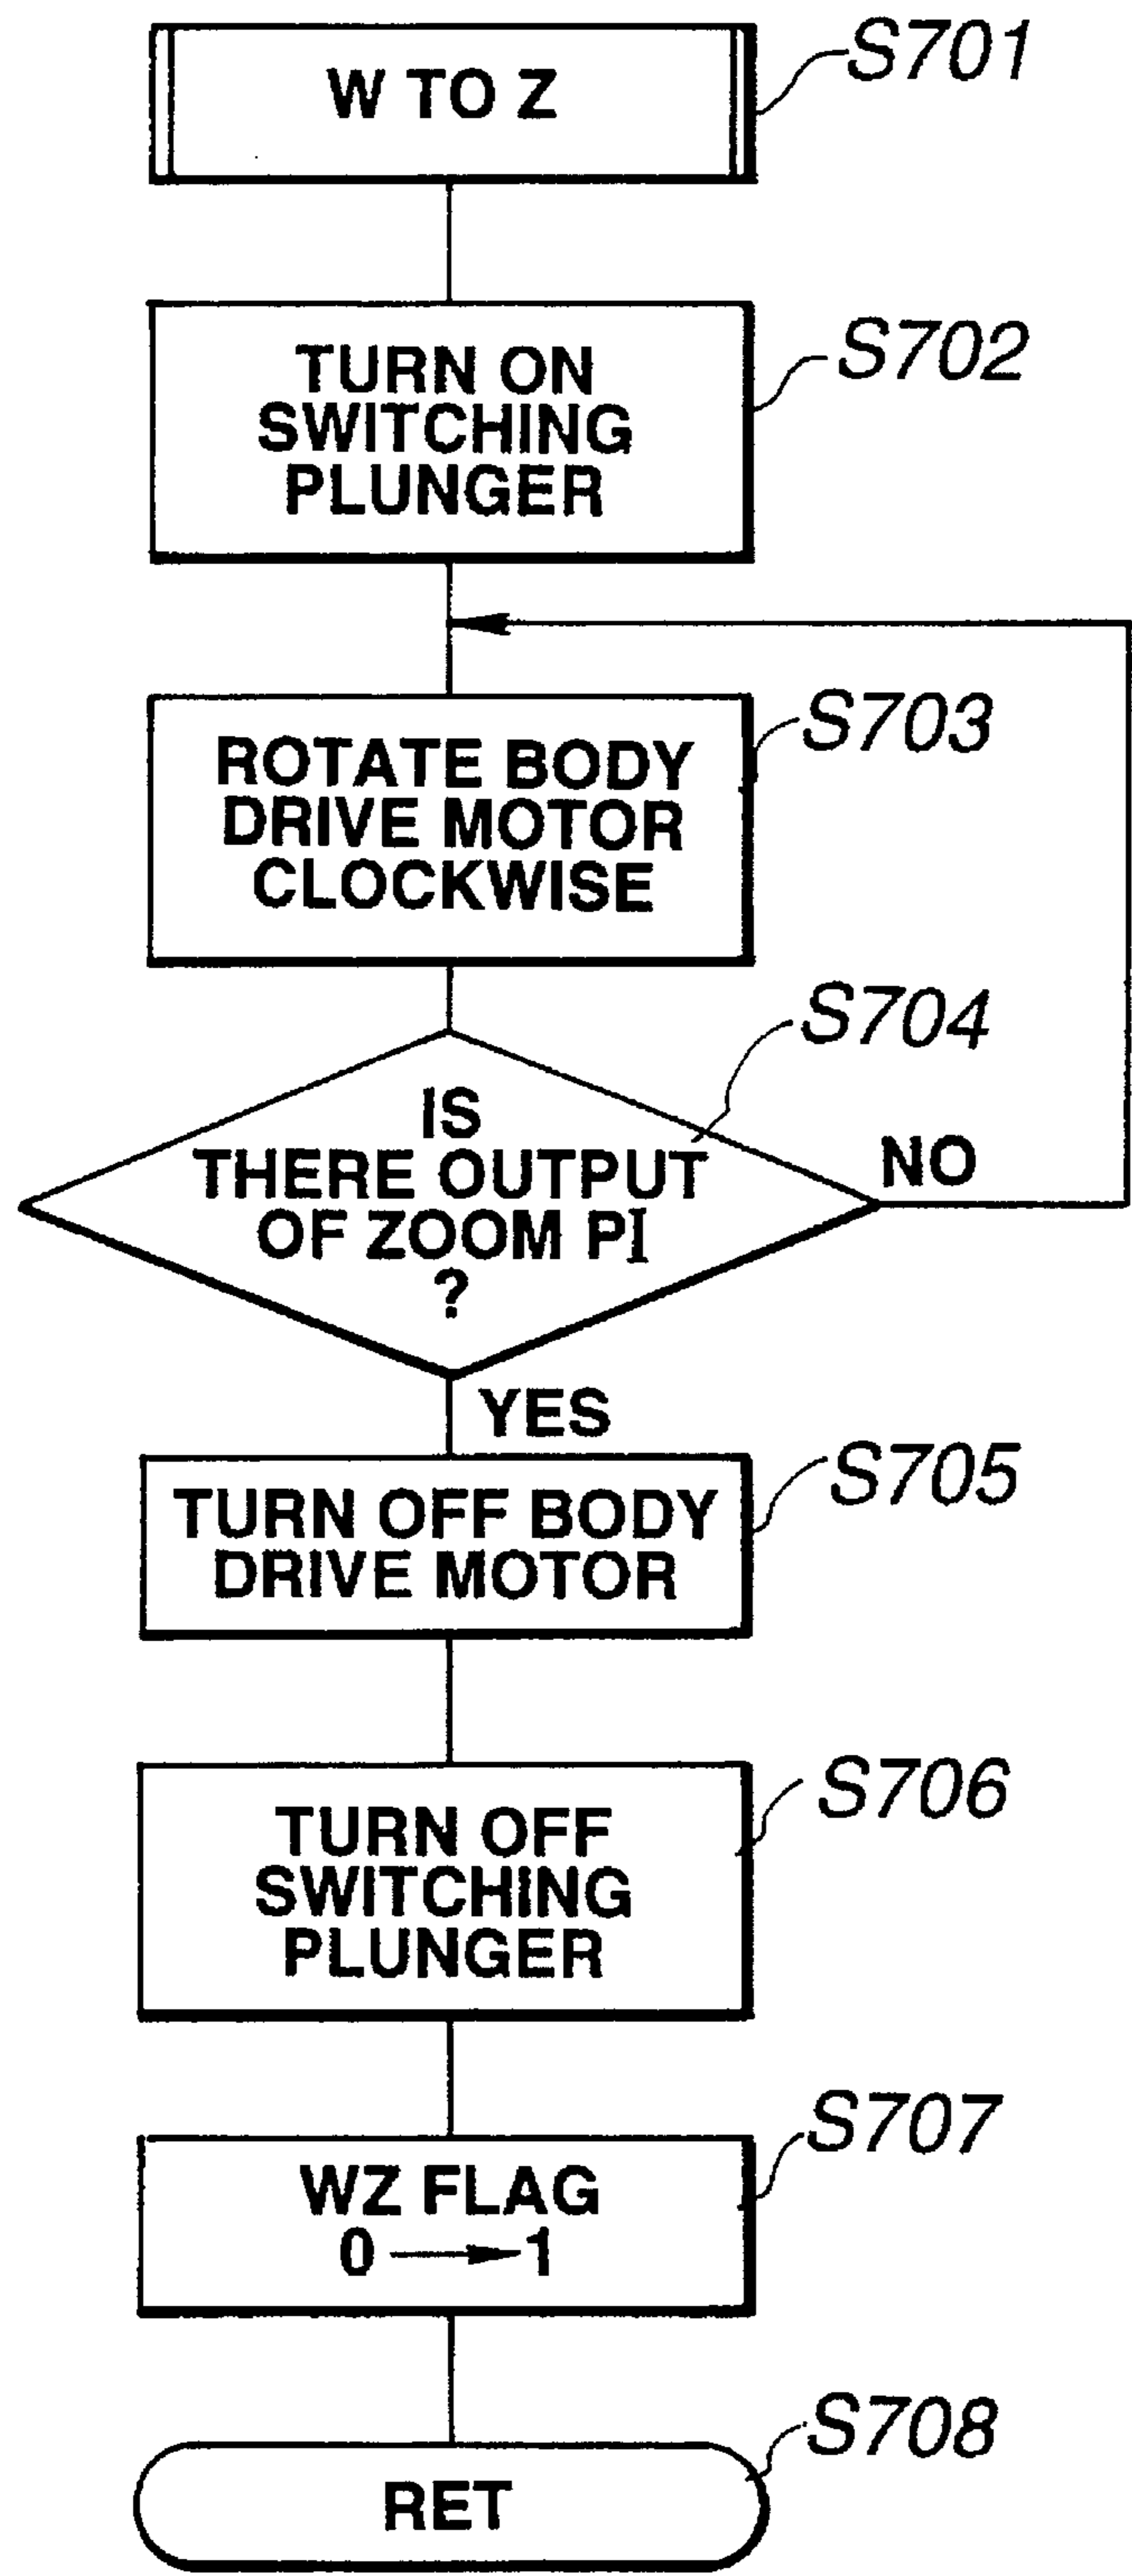 W TO Z
S701
TURN ON
SWITCHING
PLUNGER
S702
ROTATE BODY
DRIVE MOTOR
CLOCKWISE
S703
IS
THERE OUTPUT
OF ZOOM PI
?
S704
NO
YES
TURN OFF BODY
DRIVE MOTOR
S705
TURN OFF
SWITCHING
PLUNGER
S706
WZ FLAG
0 → 1
S707
RET
S708